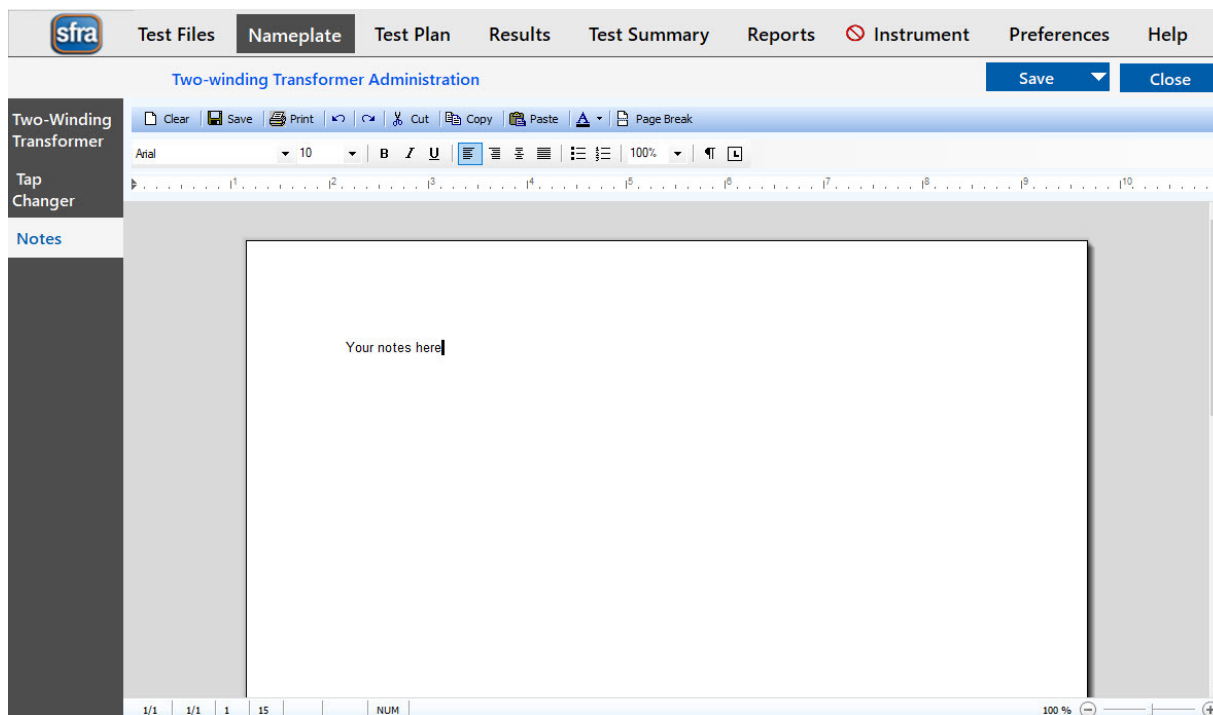 sfra Test Files Nameplate Test Plan Results Test Summary Reports Instrument Preferences Help
Two-winding Transformer Administration Save Close
Two-Winding
Transformer
Tap
Changer
Notes
Clear Save Print Cut Copy Paste A Page Break
Arial 10 B I U 100% ¶ L
1 2 3 4 5 6 7 8 9 10
Your notes here
1/1 1/1 1 15 NUM 100 %